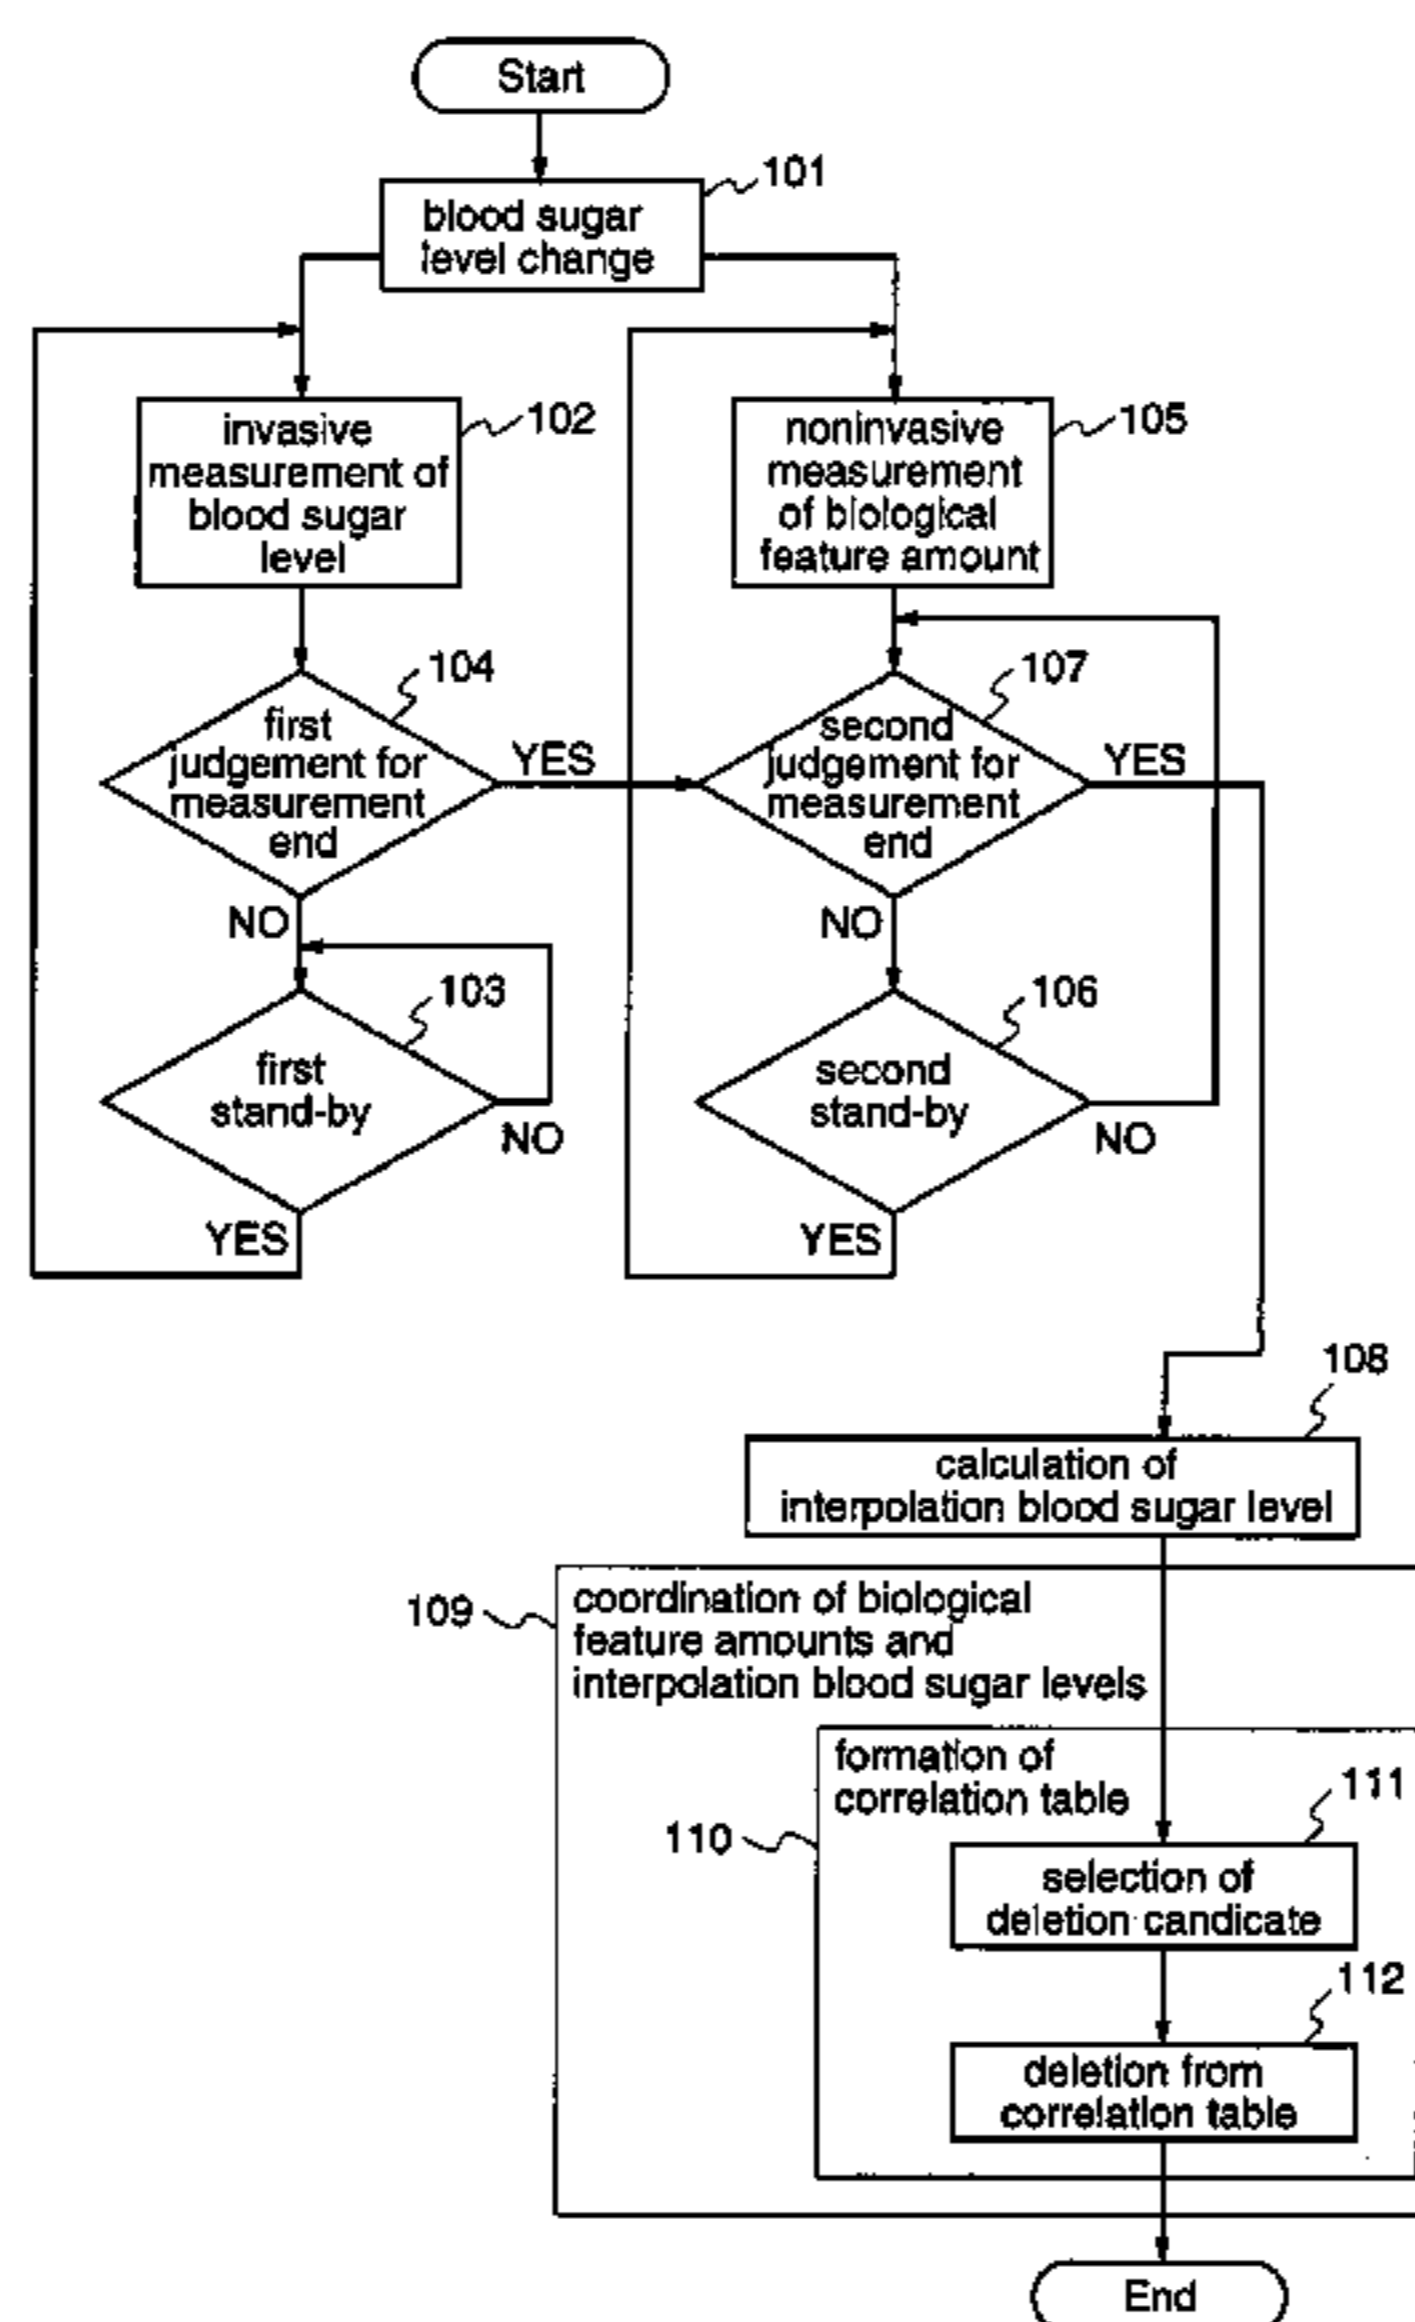 Start
101
blood sugar
level change
invasive
measurement of
blood sugar
level
102
noninvasive
measurement
of biological
feature amount
105
104
first
judgement for
measurement
end
YES
NO
107
second
judgement for
measurement
end
YES
NO
103
first
stand-by
NO
YES
106
second
stand-by
NO
YES
108
calculation of
interpolation blood sugar level
109
coordination of biological
feature amounts and
interpolation blood sugar levels
110
formation of
correlation table
111
selection of
deletion candicate
112
deletion from
correlation table
End